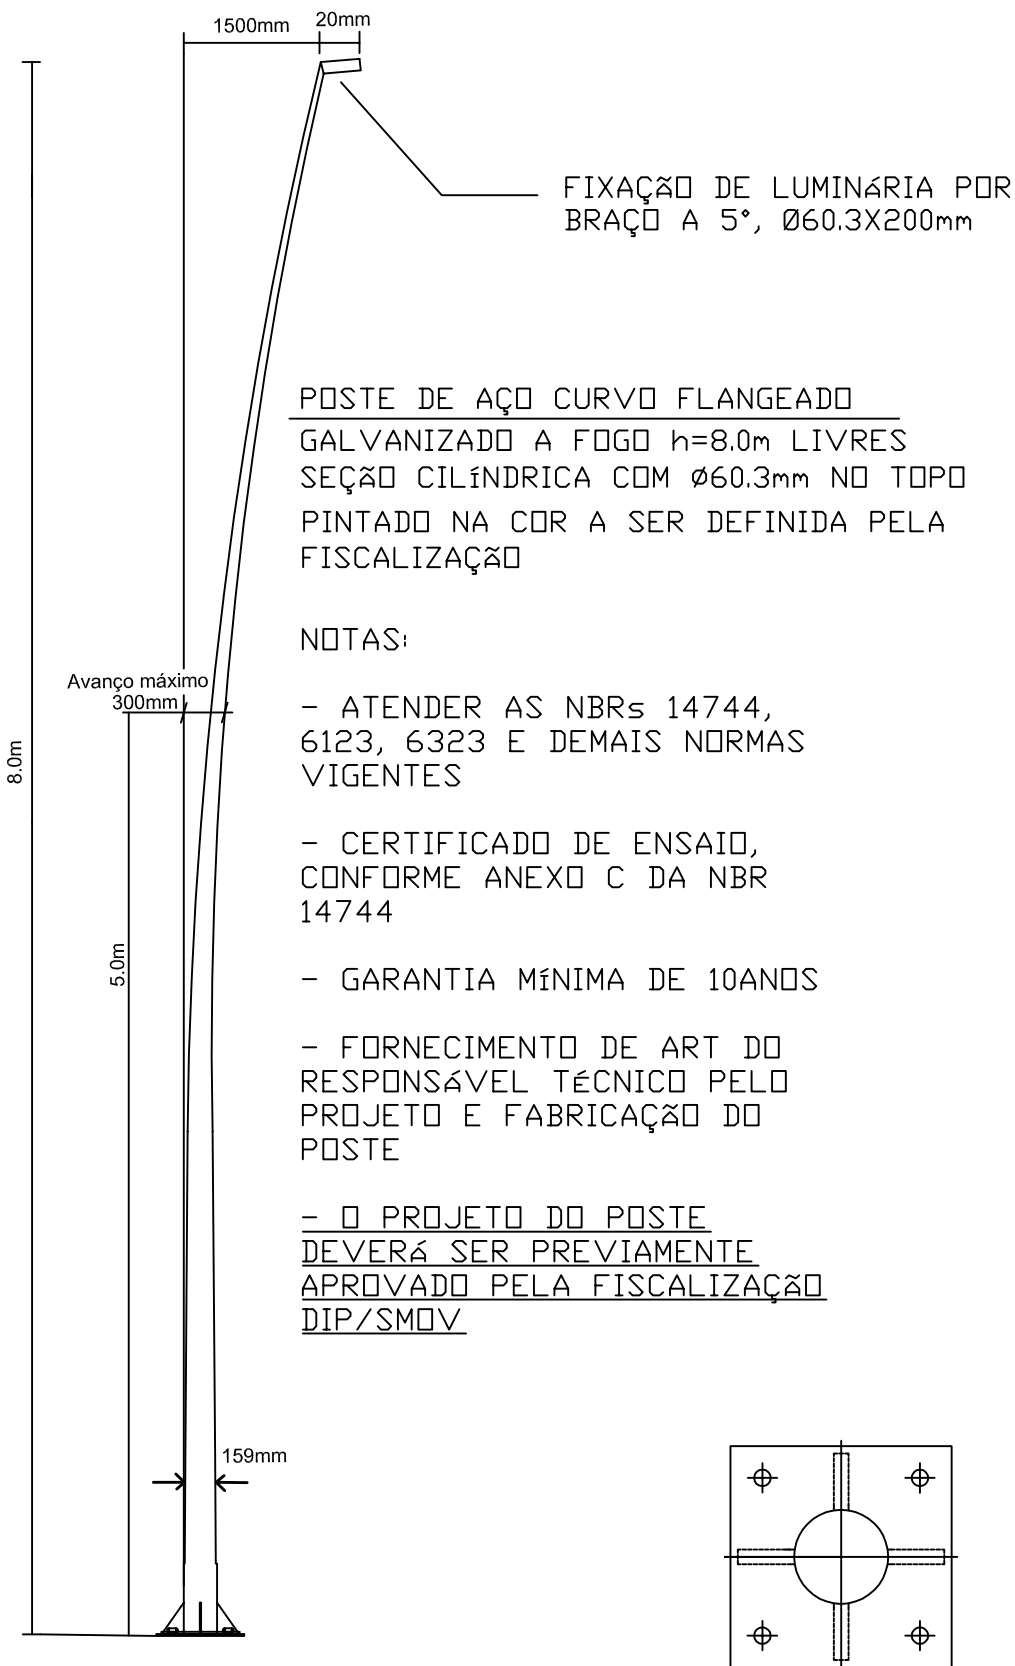 1500mm 20mm
FIXAÇÃO DE LUMINáRIA POR
BRAÇO A 5°, Ø60.3X200mm
POSTE DE AÇO CURVO FLANGEADO
GALVANIZADO A FOGO h=8.0m LIVRES
SEÇÃO CILíNDRICA COM Ø60.3mm NO TOPO
PINTADO NA COR A SER DEFINIDA PELA
FISCALIZAÇÃO
NOTAS:
Avanço máximo
300mm
- ATENDER AS NBRs 14744,
6123, 6323 E DEMAIS NORMAS
VIGENTES
8.0m
- CERTIFICADO DE ENSAIO,
CONFORME ANEXO C DA NBR
14744
5.0m
- GARANTIA MíNIMA DE 10ANOS
- FORNECIMENTO DE ART DO
RESPONSáVEL TéCNICO PELO
PROJETO E FABRICAÇÃO DO
POSTE
- O PROJETO DO POSTE
DEVERá SER PREVIAMENTE
APROVADO PELA FISCALIZAÇÃO
DIP/SMOV
159mm